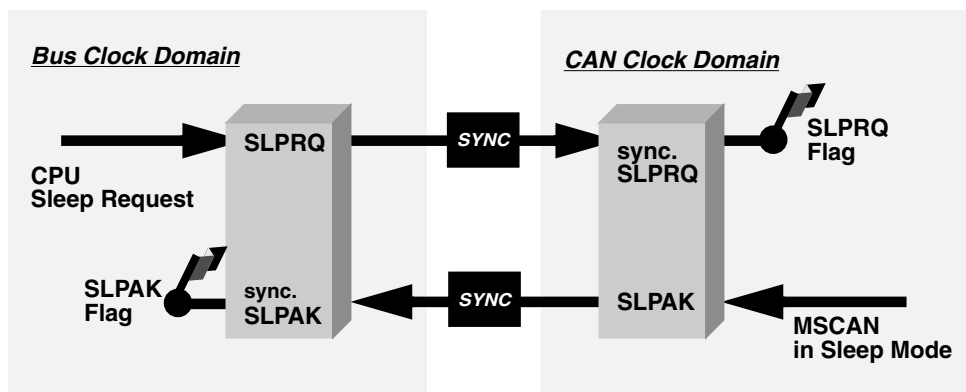 Bus Clock Domain
CAN Clock Domain
SLPRQ
SYNC
sync.
SLPRQ
SLPRQ
Flag
CPU
Sleep Request
SLPAK
Flag
sync.
SLPAK
SYNC
SLPAK
MSCAN
in Sleep Mode